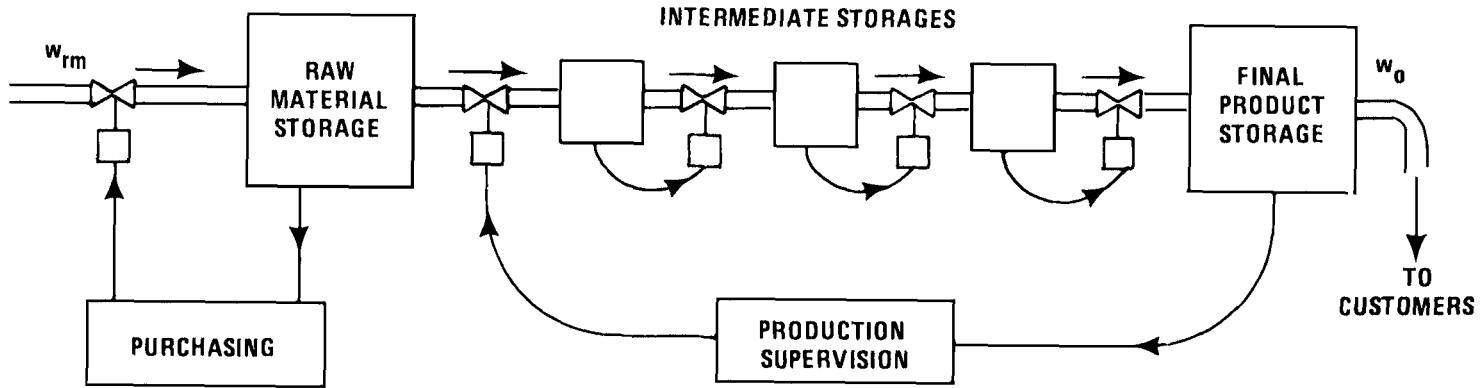 INTERMEDIATE STORAGES
w_rm
RAW
MATERIAL
STORAGE
FINAL
PRODUCT
STORAGE
w_o
TO
CUSTOMERS
PURCHASING
PRODUCTION
SUPERVISION